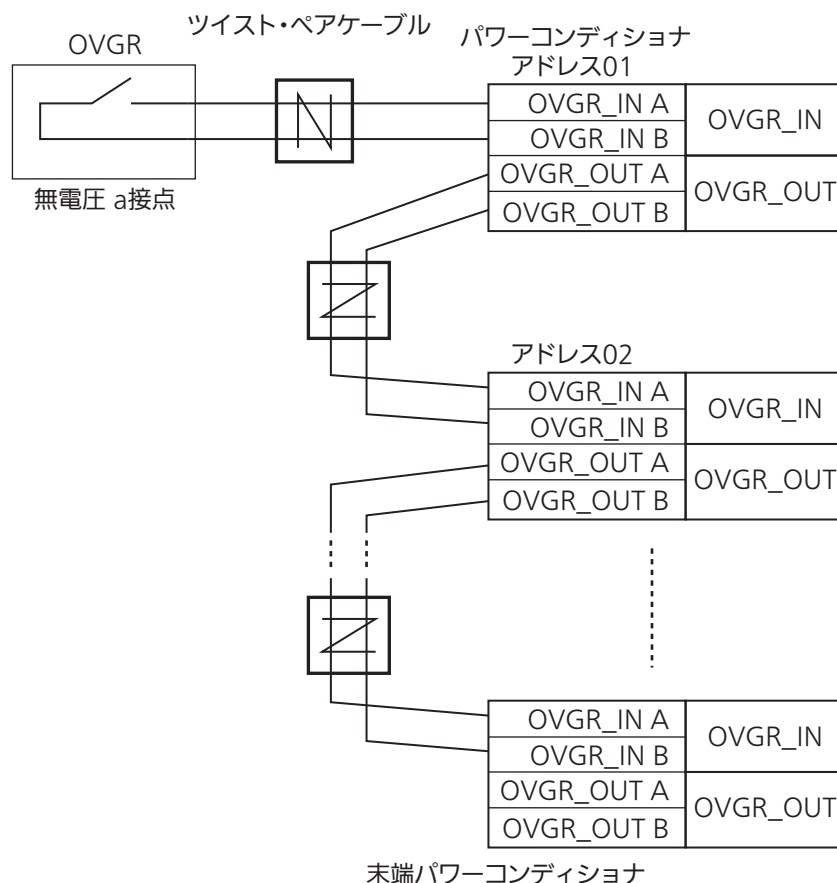 ツイスト・ペアケーブル
OVGR
パワーコンディショナ
アドレス01
OVGR_IN A
OVGR_IN B
OVGR_IN
OVGR_OUT A
OVGR_OUT B
OVGR_OUT
無電圧 a接点
アドレス02
OVGR_IN A
OVGR_IN B
OVGR_IN
OVGR_OUT A
OVGR_OUT B
OVGR_OUT
OVGR_IN A
OVGR_IN B
OVGR_IN
OVGR_OUT A
OVGR_OUT B
OVGR_OUT
末端パワーコンディショナ